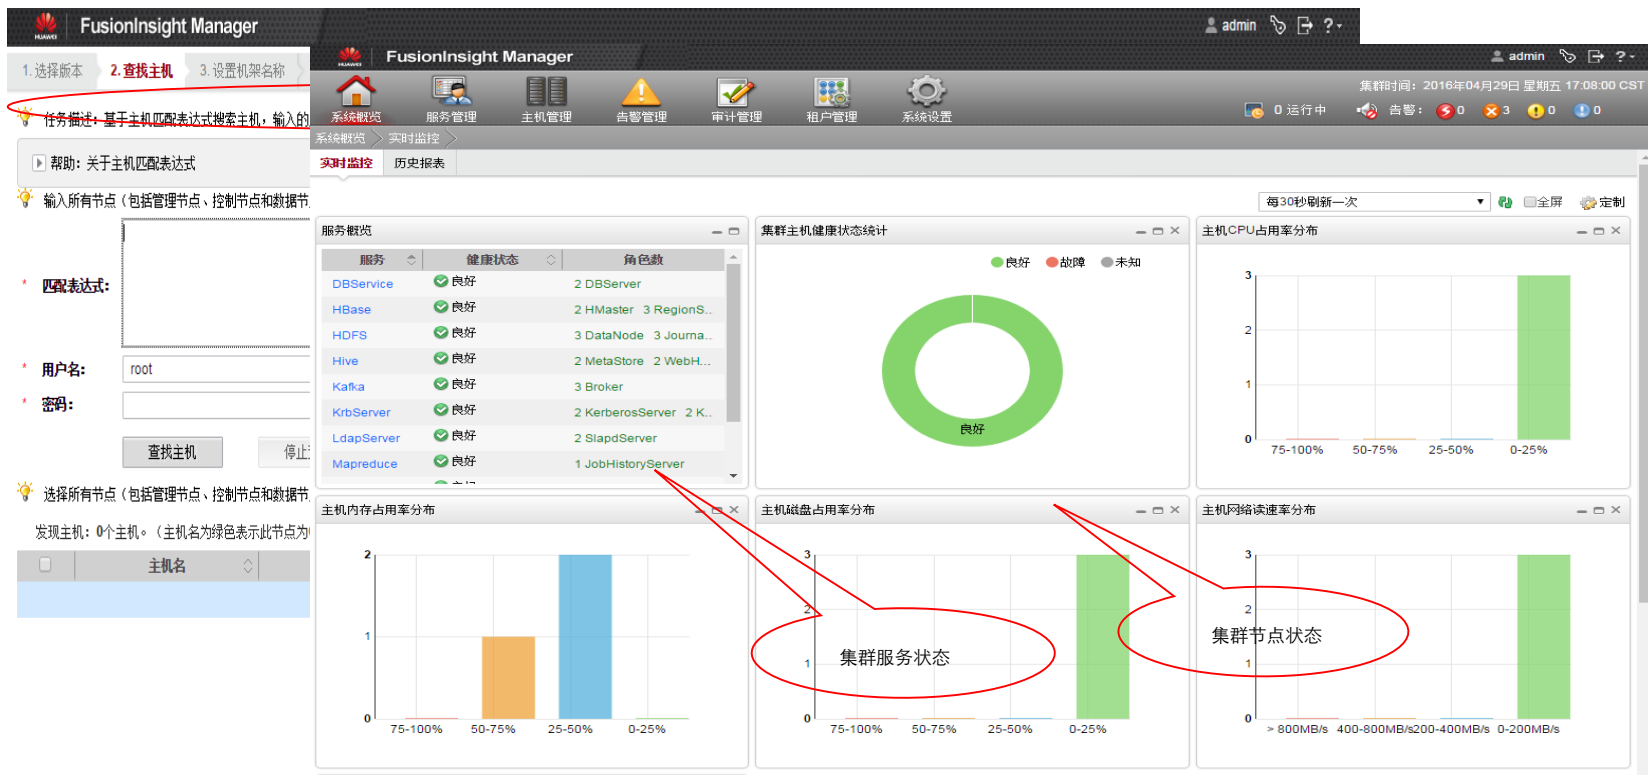 HUAWEI
FusionInsight Manager
admin
?
1.选择版本
2.查找主机
3.设置机架名称
任务描述：基于主机匹配表达式搜索主机，输入的
帮助：关于主机匹配表达式
输入所有节点（包括管理节点、控制节点和数据节
* 匹配表达式：
* 用户名：
root
* 密码：
查找主机
停止
选择所有节点（包括管理节点、控制节点和数据节
发现主机：0个主机。（主机名为绿色表示此节点为
主机名
HUAWEI
FusionInsight Manager
admin
?
系统概览
服务管理
主机管理
告警管理
审计管理
租户管理
系统设置
集群时间：2016年04月29日 星期五 17:08:00 CST
0 运行中
告警：
0
3
0
0
系统概览
实时监控
实时监控
历史报表
每30秒刷新一次
全屏
定制
服务概览
服务
健康状态
角色数
DBService 良好 2 DBServer
HBase 良好 2 HMaster 3 RegionS...
HDFS 良好 3 DataNode 3 Journa...
Hive 良好 2 MetaStore 2 WebH...
Kafka 良好 3 Broker
KrbServer 良好 2 KerberosServer 2 K...
LdapServer 良好 2 SlapdServer
Mapreduce 良好 1 JobHistoryServer
集群主机健康状态统计
良好
故障
未知
良好
主机CPU占用率分布
3
2
1
0
75-100%
50-75%
25-50%
0-25%
主机内存占用率分布
2
1
0
75-100%
50-75%
25-50%
0-25%
主机磁盘占用率分布
3
2
1
0
75-100%
50-75%
25-50%
0-25%
集群服务状态
主机网络读速率分布
3
2
1
0
> 800MB/s
400-800MB/s
200-400MB/s
0-200MB/s
集群节点状态